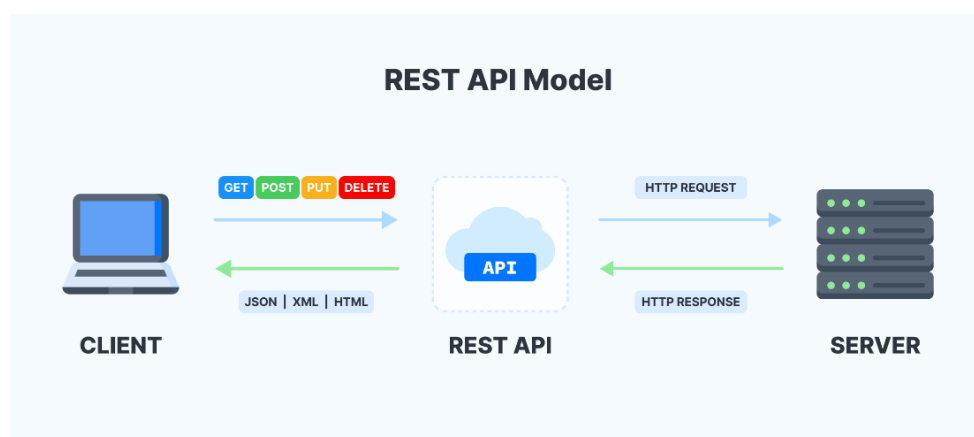 REST API Model
GET POST PUT DELETE
HTTP REQUEST
API
JSON | XML | HTML
HTTP RESPONSE
CLIENT
REST API
SERVER